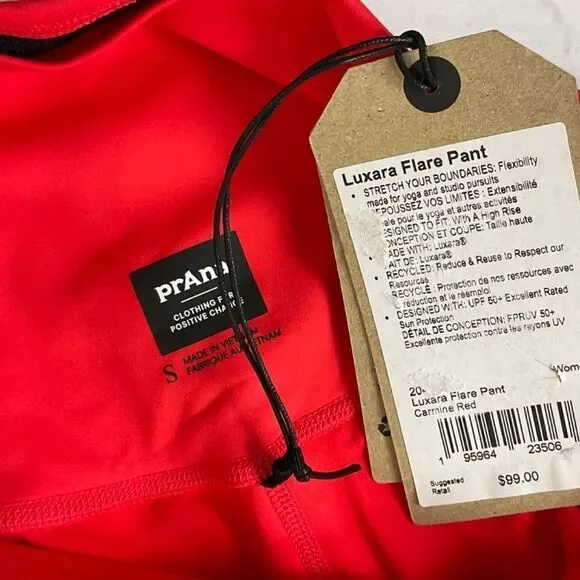 prAna
CLOTHING FOR
POSITIVE CHANGE
S
MADE IN VIETNAM
FABRIQUE AU VIETNAM
Luxara Flare Pant
• STRETCH YOUR BOUNDARIES: Flexibility
made for yoga and studio pursuits
REPOUSSEZ VOS LIMITES : Extensibilité
pour le yoga et autres activités
DESIGNED TO FIT: With A High Rise
CONCEPTION ET COUPE: Taille haute
MADE WITH: Luxara®
FAIT DE: Luxara®
RECYCLED: Reduce & Reuse to Respect our
Resources
RECYCLÉ : Protection de nos ressources avec
réduction et le réemploi
DESIGNED WITH: UPF 50+ Excellent Rated
Sun Protection
DÉTAIL DE CONCEPTION: FPRUV 50+
Excellente protection contre les rayons UV
Wom
20
Luxara Flare Pant
Carmine Red
1 95964 23506
Suggested
Retail
$99.00